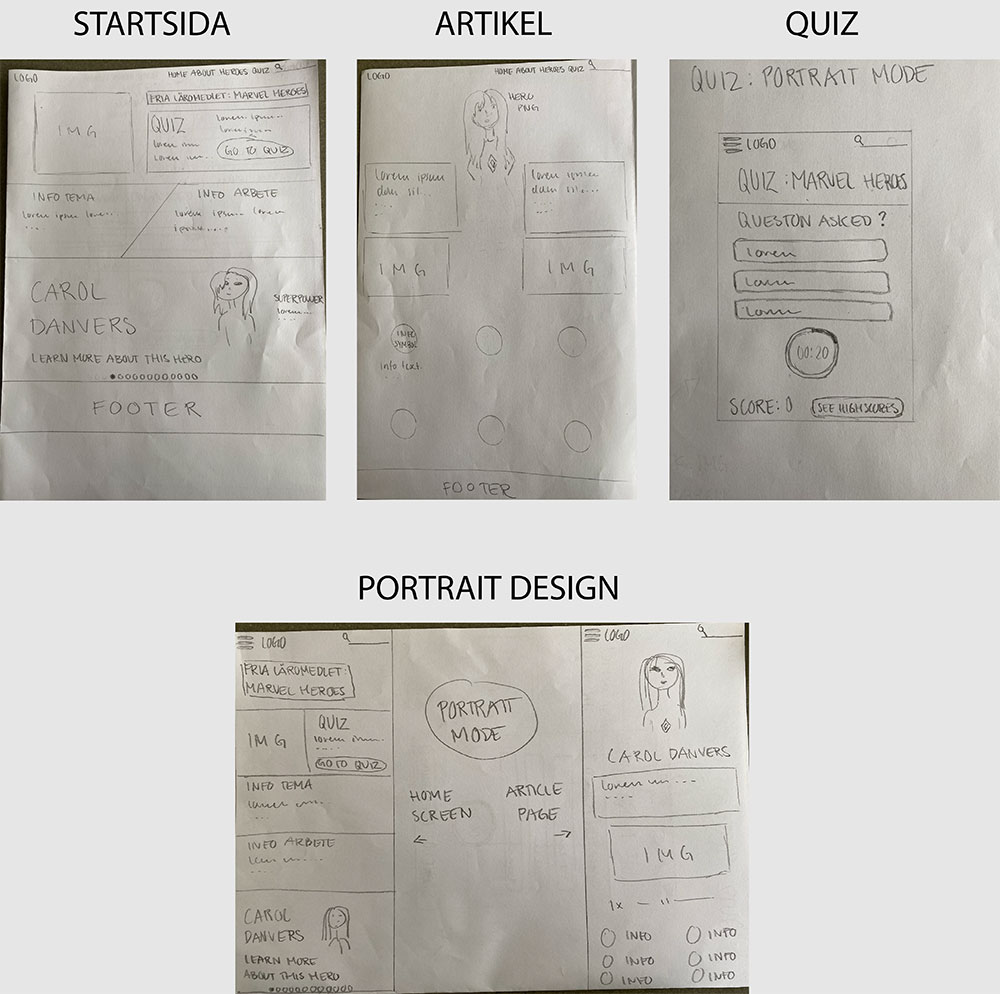 STARTSIDA
LOGO
HOME ABOUT HEROES QUIZ
FRIA LÄROMEDLET: MARVEL HEROES
IMG
QUIZ
lorem ipsum....
lorem ipsum...
lorem
lorem
GO TO QUIZ
INFO TEMA
lorem ipsum lorem...
....
INFO ARBETE
lorem ipsum lorem
ipsum.....
CAROL
DANVERS
SUPERPOWER
lorem...
LEARN MORE ABOUT THIS HERO
FOOTER
ARTIKEL
LOGO
HOME ABOUT HEROES QUIZ
HERO
PNG
lorem ipsum
dolor sit...
lorem ipsum
dolor sit...
IMG
IMG
INFO
SYMBOL
info text
FOOTER
QUIZ
QUIZ: PORTRAIT MODE
LOGO
QUIZ: MARVEL HEROES
QUESTON ASKED?
lorem
lorem
lorem
00:20
SCORE: 0
SEE HIGHSCORES
PORTRAIT DESIGN
LOGO
FRIA LÄROMEDLET:
MARVEL HEROES
IMG
QUIZ
lorem ipsum...
GO TO QUIZ
INFO TEMA
lorem
INFO ARBETE
lorem
CAROL
DANVERS
LEARN MORE
ABOUT THIS HERO
PORTRAIT
MODE
HOME
SCREEN
←
ARTICLE
PAGE
→
LOGO
CAROL DANVERS
lorem
IMG
1x – 11 –
INFO INFO
INFO INFO
INFO INFO